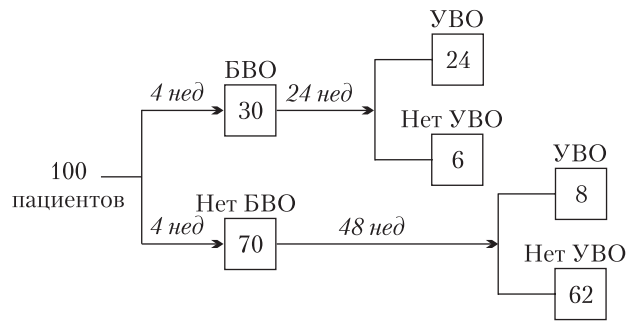 УВО
24
БВО
4 нед
30
24 нед
Нет УВО
6
100
пациентов
УВО
8
Нет БВО
4 нед
70
48 нед
Нет УВО
62